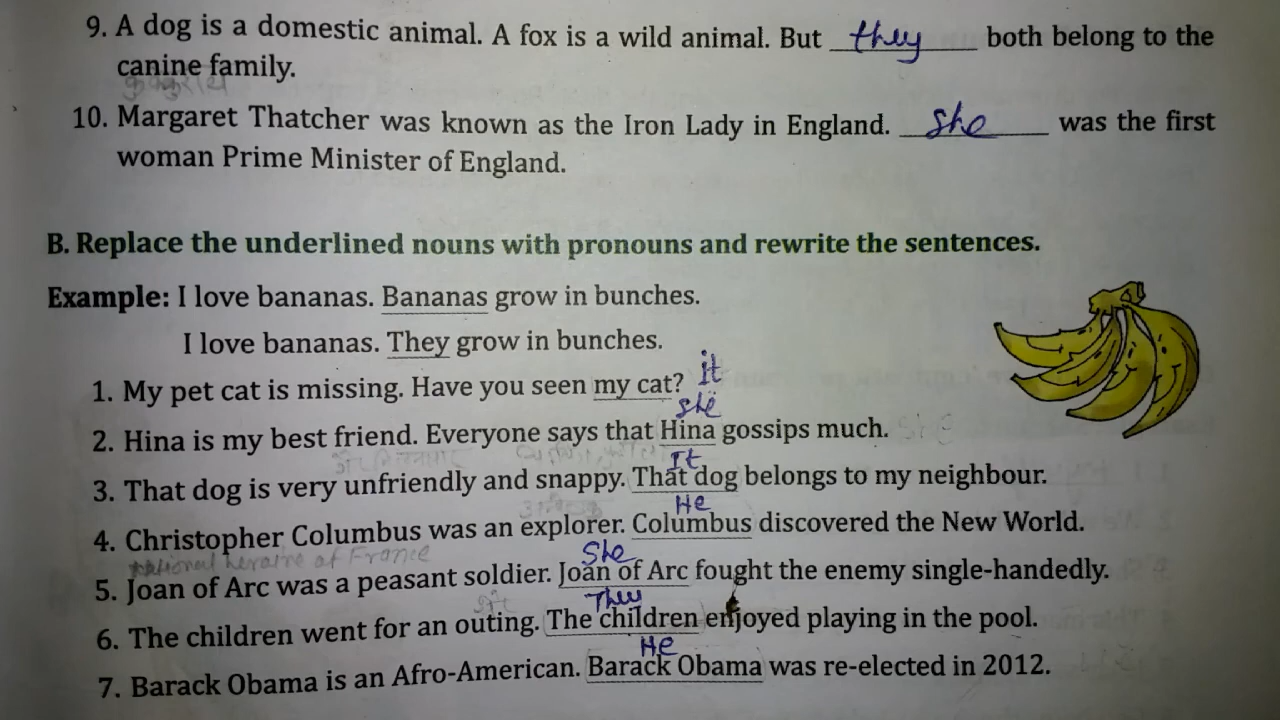 9. A dog is a domestic animal. A fox is a wild animal. But they both belong to the
canine family.
10. Margaret Thatcher was known as the Iron Lady in England. She was the first
woman Prime Minister of England.
B. Replace the underlined nouns with pronouns and rewrite the sentences.
Example: I love bananas. Bananas grow in bunches.
I love bananas. They grow in bunches.
it
1. My pet cat is missing. Have you seen my cat?
she
2. Hina is my best friend. Everyone says that Hina gossips much.
It
3. That dog is very unfriendly and snappy. That dog belongs to my neighbour.
He
4. Christopher Columbus was an explorer. Columbus discovered the New World.
national heroine of France
She
5. Joan of Arc was a peasant soldier. Joan of Arc fought the enemy single-handedly.
They
6. The children went for an outing. The children enjoyed playing in the pool.
He
7. Barack Obama is an Afro-American. Barack Obama was re-elected in 2012.